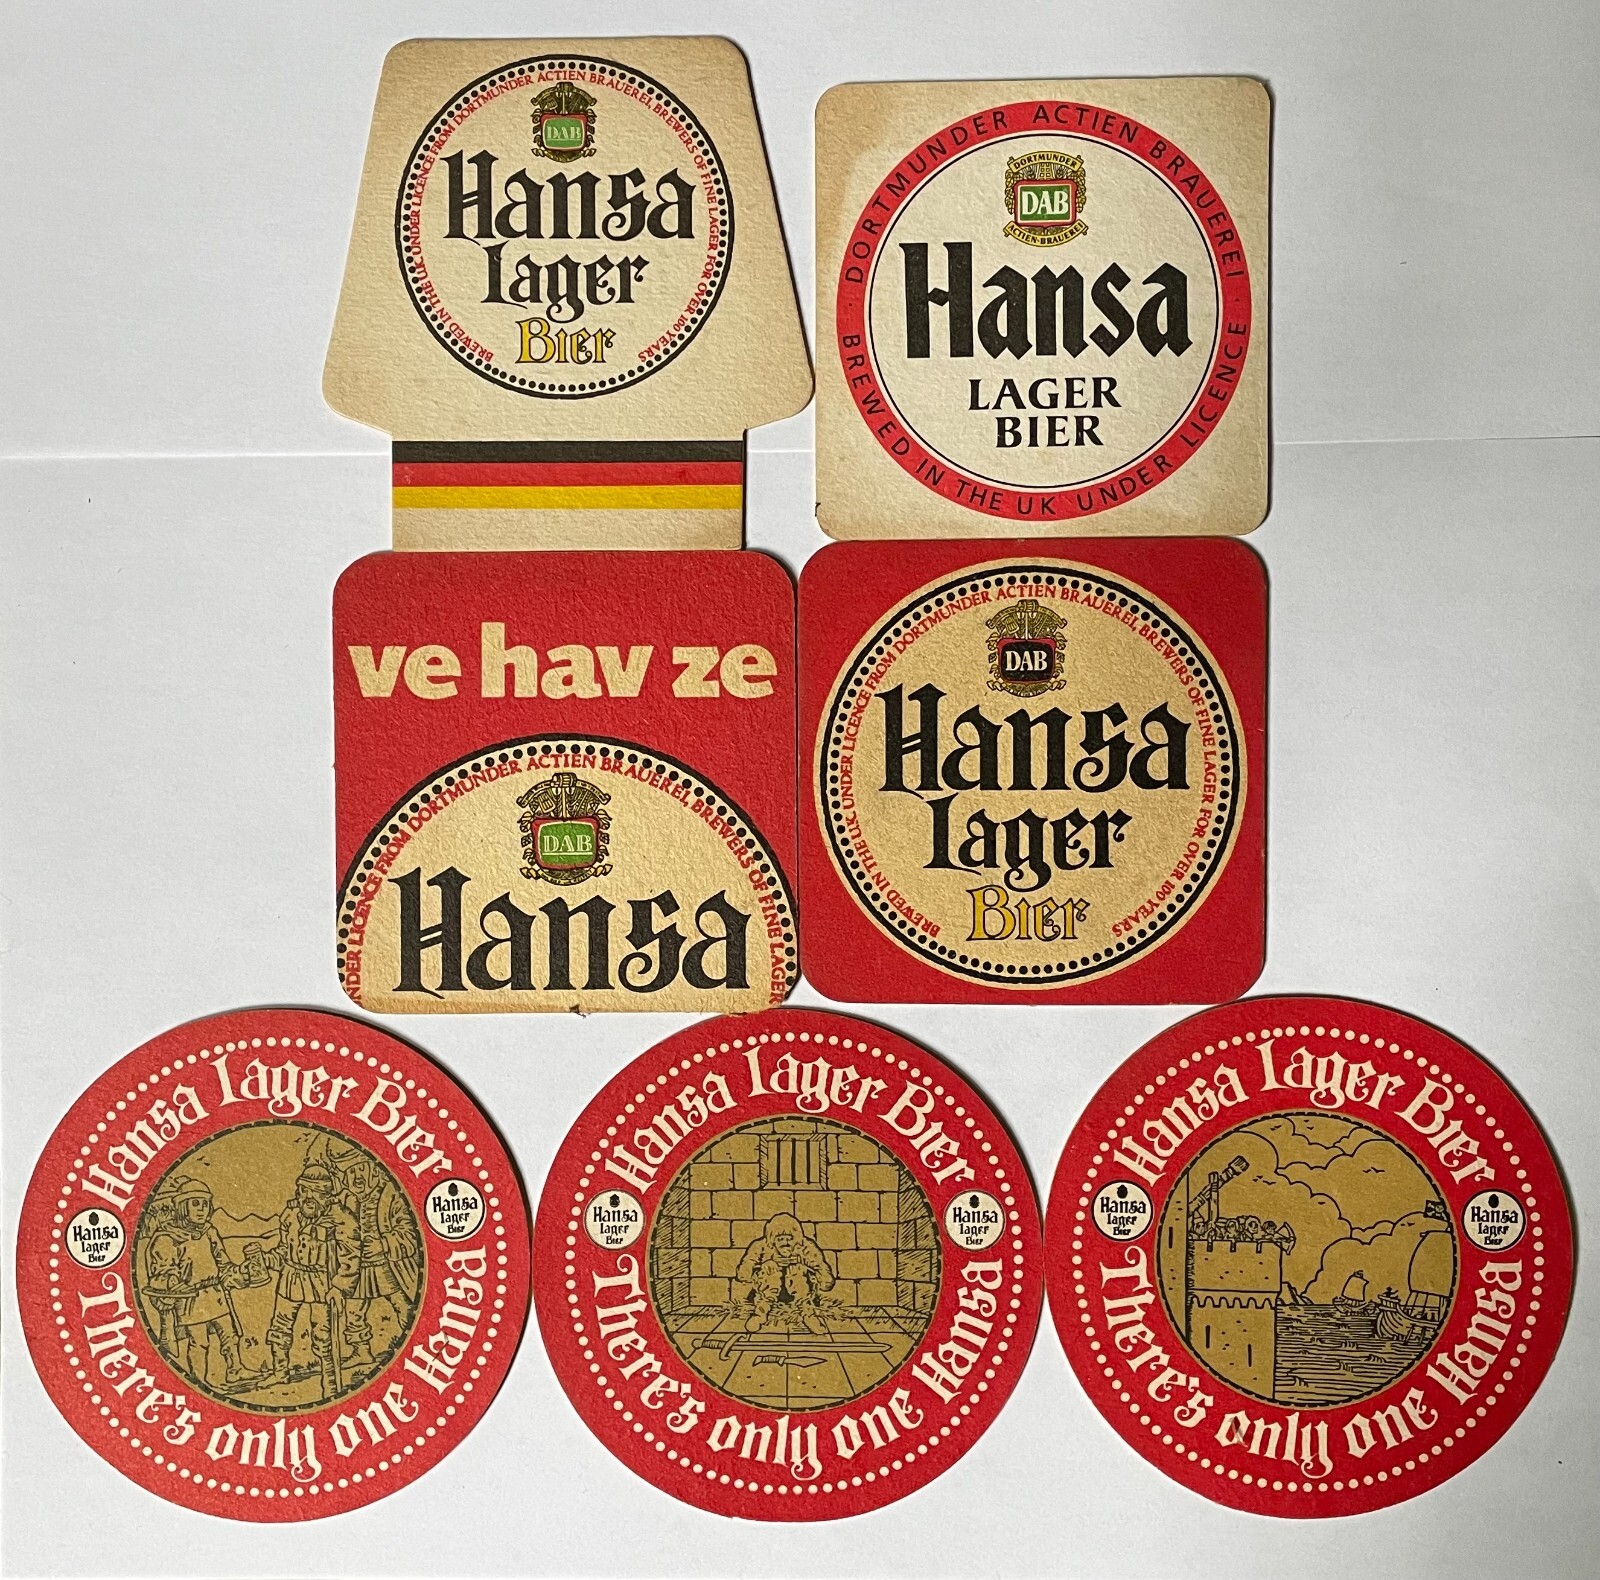 BREWED IN THE UK UNDER LICENCE FROM DORTMUNDER ACTIEN BRAUEREI, BREWERS OF FINE LAGER FOR OVER 100 YEARS
DAB
Hansa
Lager
Bier
· DORTMUNDER ACTIEN BRAUEREI ·
DORTMUNDER
DAB
ACTIEN-BRAUEREI
Hansa
LAGER
BIER
BREWED IN THE UK UNDER LICENCE
ve hav ze
NDER LICENCE FROM DORTMUNDER ACTIEN BRAUEREI, BREWERS OF FINE LAGER
DAB
Hansa
BREWED IN THE UK UNDER LICENCE FROM DORTMUNDER ACTIEN BRAUEREI, BREWERS OF FINE LAGER FOR OVER 100 YEARS
DAB
Hansa
Lager
Bier
Hansa Lager Bier
Hansa
Lager
Bier
Hansa
Lager
Bier
There's only one Hansa
Hansa Lager Bier
Hansa
Lager
Bier
Hansa
Lager
Bier
There's only one Hansa
Hansa Lager Bier
Hansa
Lager
Bier
Hansa
Lager
Bier
There's only one Hansa